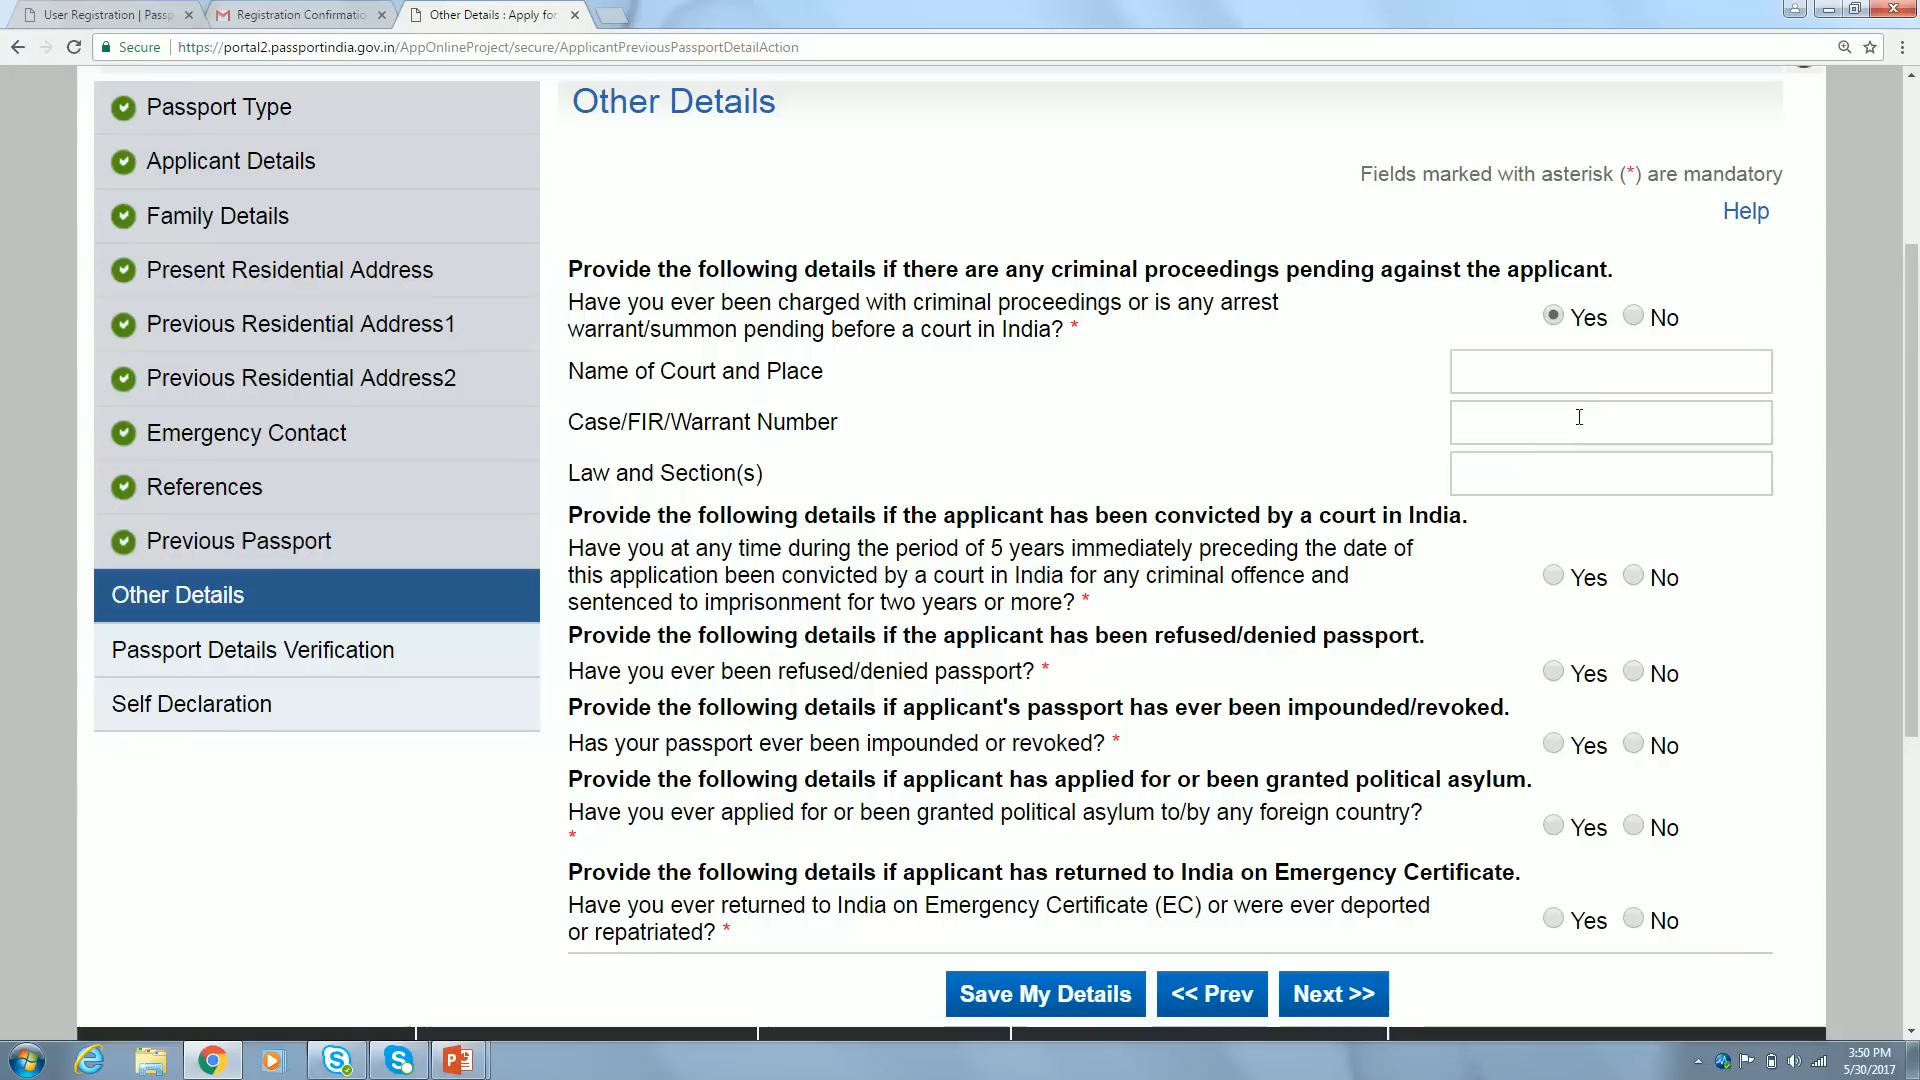 User Registration | Passp
Registration Confirmatio
Other Details : Apply for
Secure
https://portal2.passportindia.gov.in/AppOnlineProject/secure/ApplicantPreviousPassportDetailAction
Passport Type
Applicant Details
Family Details
Present Residential Address
Previous Residential Address1
Previous Residential Address2
Emergency Contact
References
Previous Passport
Other Details
Passport Details Verification
Self Declaration
Other Details
Fields marked with asterisk (*) are mandatory
Help
Provide the following details if there are any criminal proceedings pending against the applicant.
Have you ever been charged with criminal proceedings or is any arrest
warrant/summon pending before a court in India? *
Yes No
Name of Court and Place
Case/FIR/Warrant Number
Law and Section(s)
Provide the following details if the applicant has been convicted by a court in India.
Have you at any time during the period of 5 years immediately preceding the date of
this application been convicted by a court in India for any criminal offence and
sentenced to imprisonment for two years or more? *
Yes No
Provide the following details if the applicant has been refused/denied passport.
Have you ever been refused/denied passport? *
Yes No
Provide the following details if applicant's passport has ever been impounded/revoked.
Has your passport ever been impounded or revoked? *
Yes No
Provide the following details if applicant has applied for or been granted political asylum.
Have you ever applied for or been granted political asylum to/by any foreign country?
*
Yes No
Provide the following details if applicant has returned to India on Emergency Certificate.
Have you ever returned to India on Emergency Certificate (EC) or were ever deported
or repatriated? *
Yes No
Save My Details
<< Prev
Next >>
3:50 PM
5/30/2017